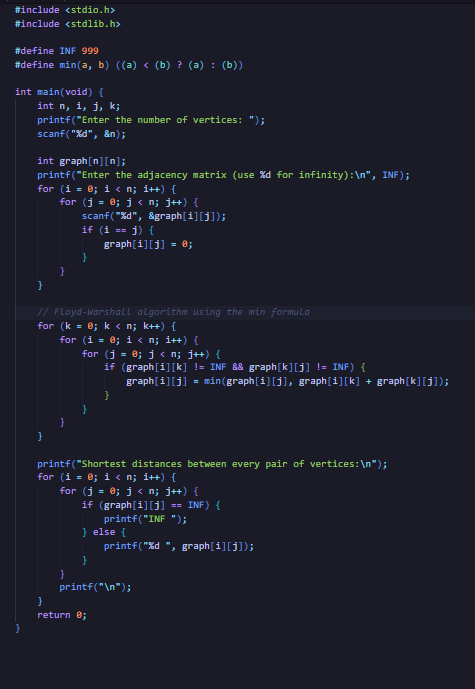 #include <stdio.h>
#include <stdlib.h>

#define INF 999
#define min(a, b) ((a) < (b) ? (a) : (b))

int main(void) {
    int n, i, j, k;
    printf("Enter the number of vertices: ");
    scanf("%d", &n);

    int graph[n][n];
    printf("Enter the adjacency matrix (use %d for infinity):\n", INF);
    for (i = 0; i < n; i++) {
        for (j = 0; j < n; j++) {
            scanf("%d", &graph[i][j]);
            if (i == j) {
                graph[i][j] = 0;
            }
        }
    }

    // Floyd-Warshall algorithm using the min formula
    for (k = 0; k < n; k++) {
        for (i = 0; i < n; i++) {
            for (j = 0; j < n; j++) {
                if (graph[i][k] != INF && graph[k][j] != INF) {
                    graph[i][j] = min(graph[i][j], graph[i][k] + graph[k][j]);
                }
            }
        }
    }

    printf("Shortest distances between every pair of vertices:\n");
    for (i = 0; i < n; i++) {
        for (j = 0; j < n; j++) {
            if (graph[i][j] == INF) {
                printf("INF ");
            } else {
                printf("%d ", graph[i][j]);
            }
        }
        printf("\n");
    }
    return 0;
}